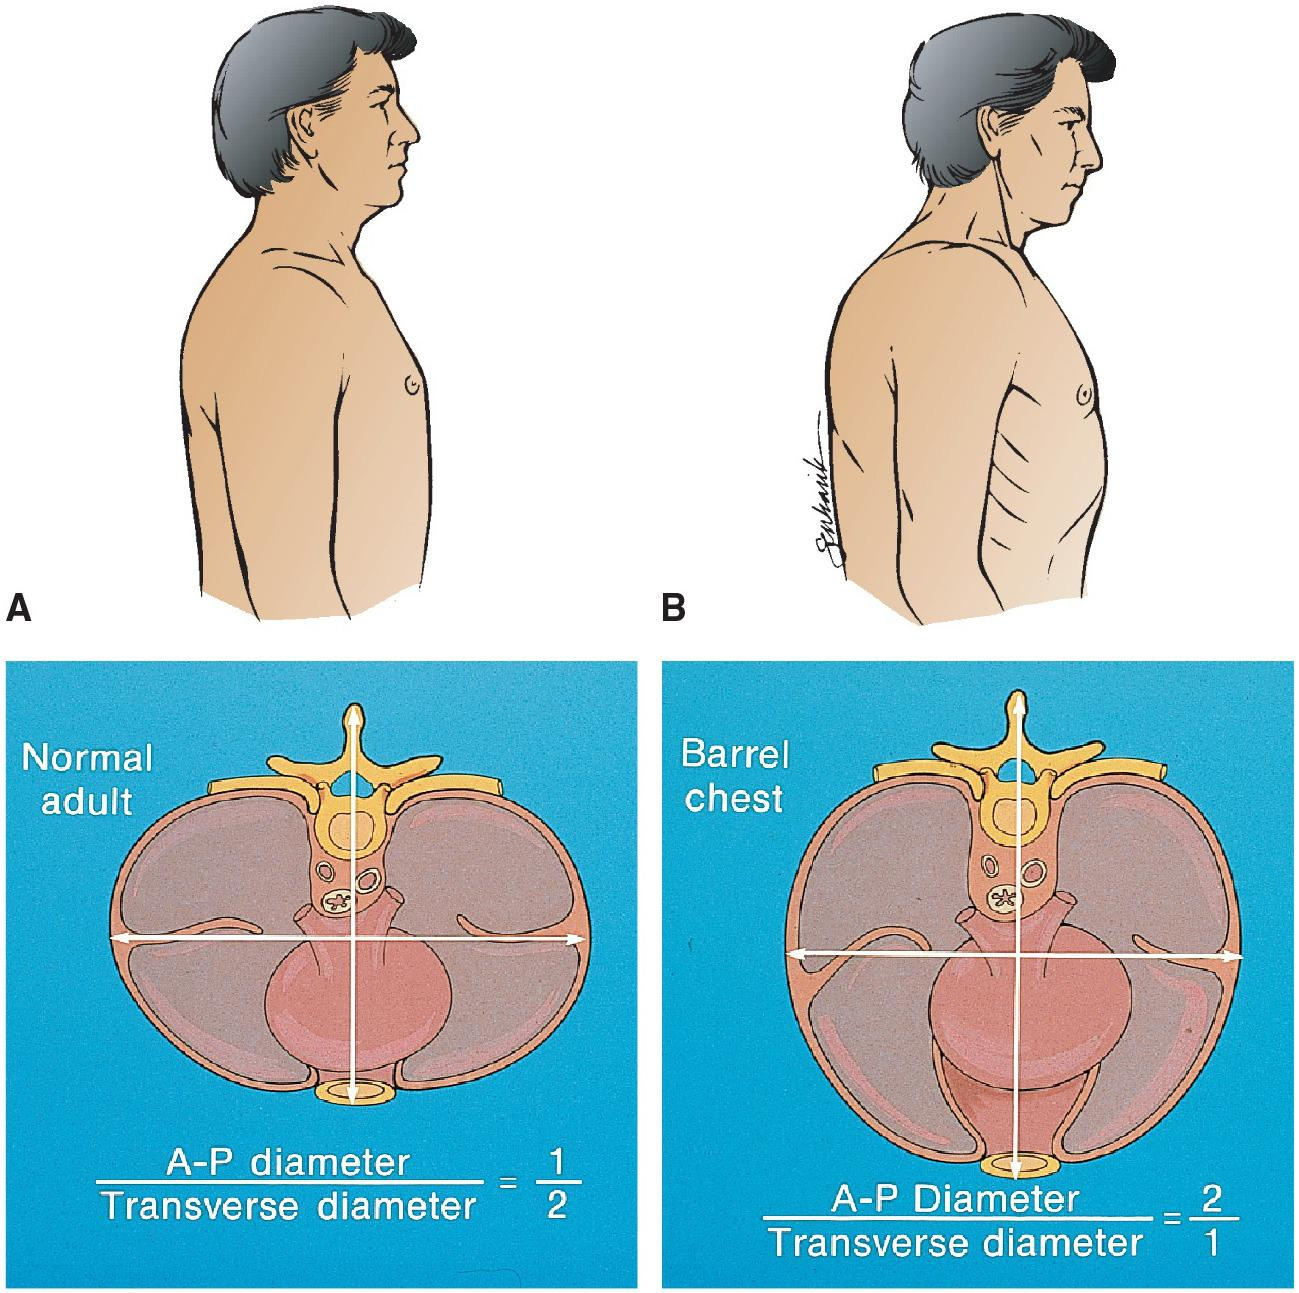 A
B
Normal
adult
A-P diameter
Transverse diameter
=
1
2
Barrel
chest
A-P Diameter
Transverse diameter
=
2
1